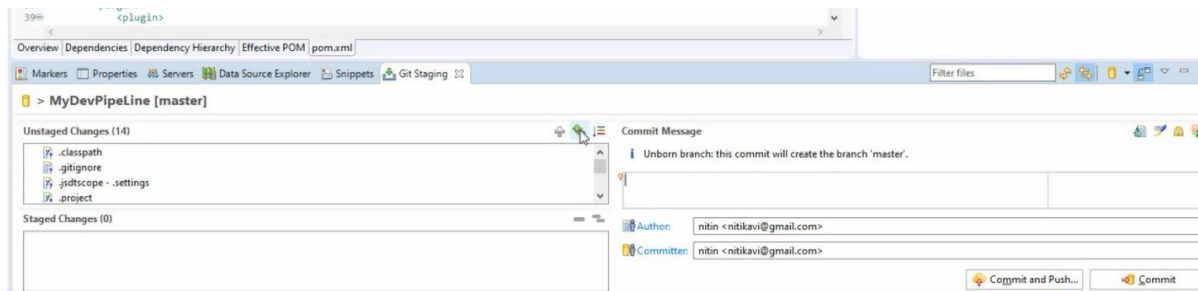 39 <plugin>
Overview Dependencies Dependency Hierarchy Effective POM pom.xml
Markers Properties Servers Data Source Explorer Snippets Git Staging
Filter files
> MyDevPipeLine [master]
Unstaged Changes (14)
.classpath
.gitignore
.jsdtscope - .settings
.project
Staged Changes (0)
Commit Message
Unborn branch: this commit will create the branch 'master'.
Author: nitin <nitikavi@gmail.com>
Committer: nitin <nitikavi@gmail.com>
Commit and Push... Commit